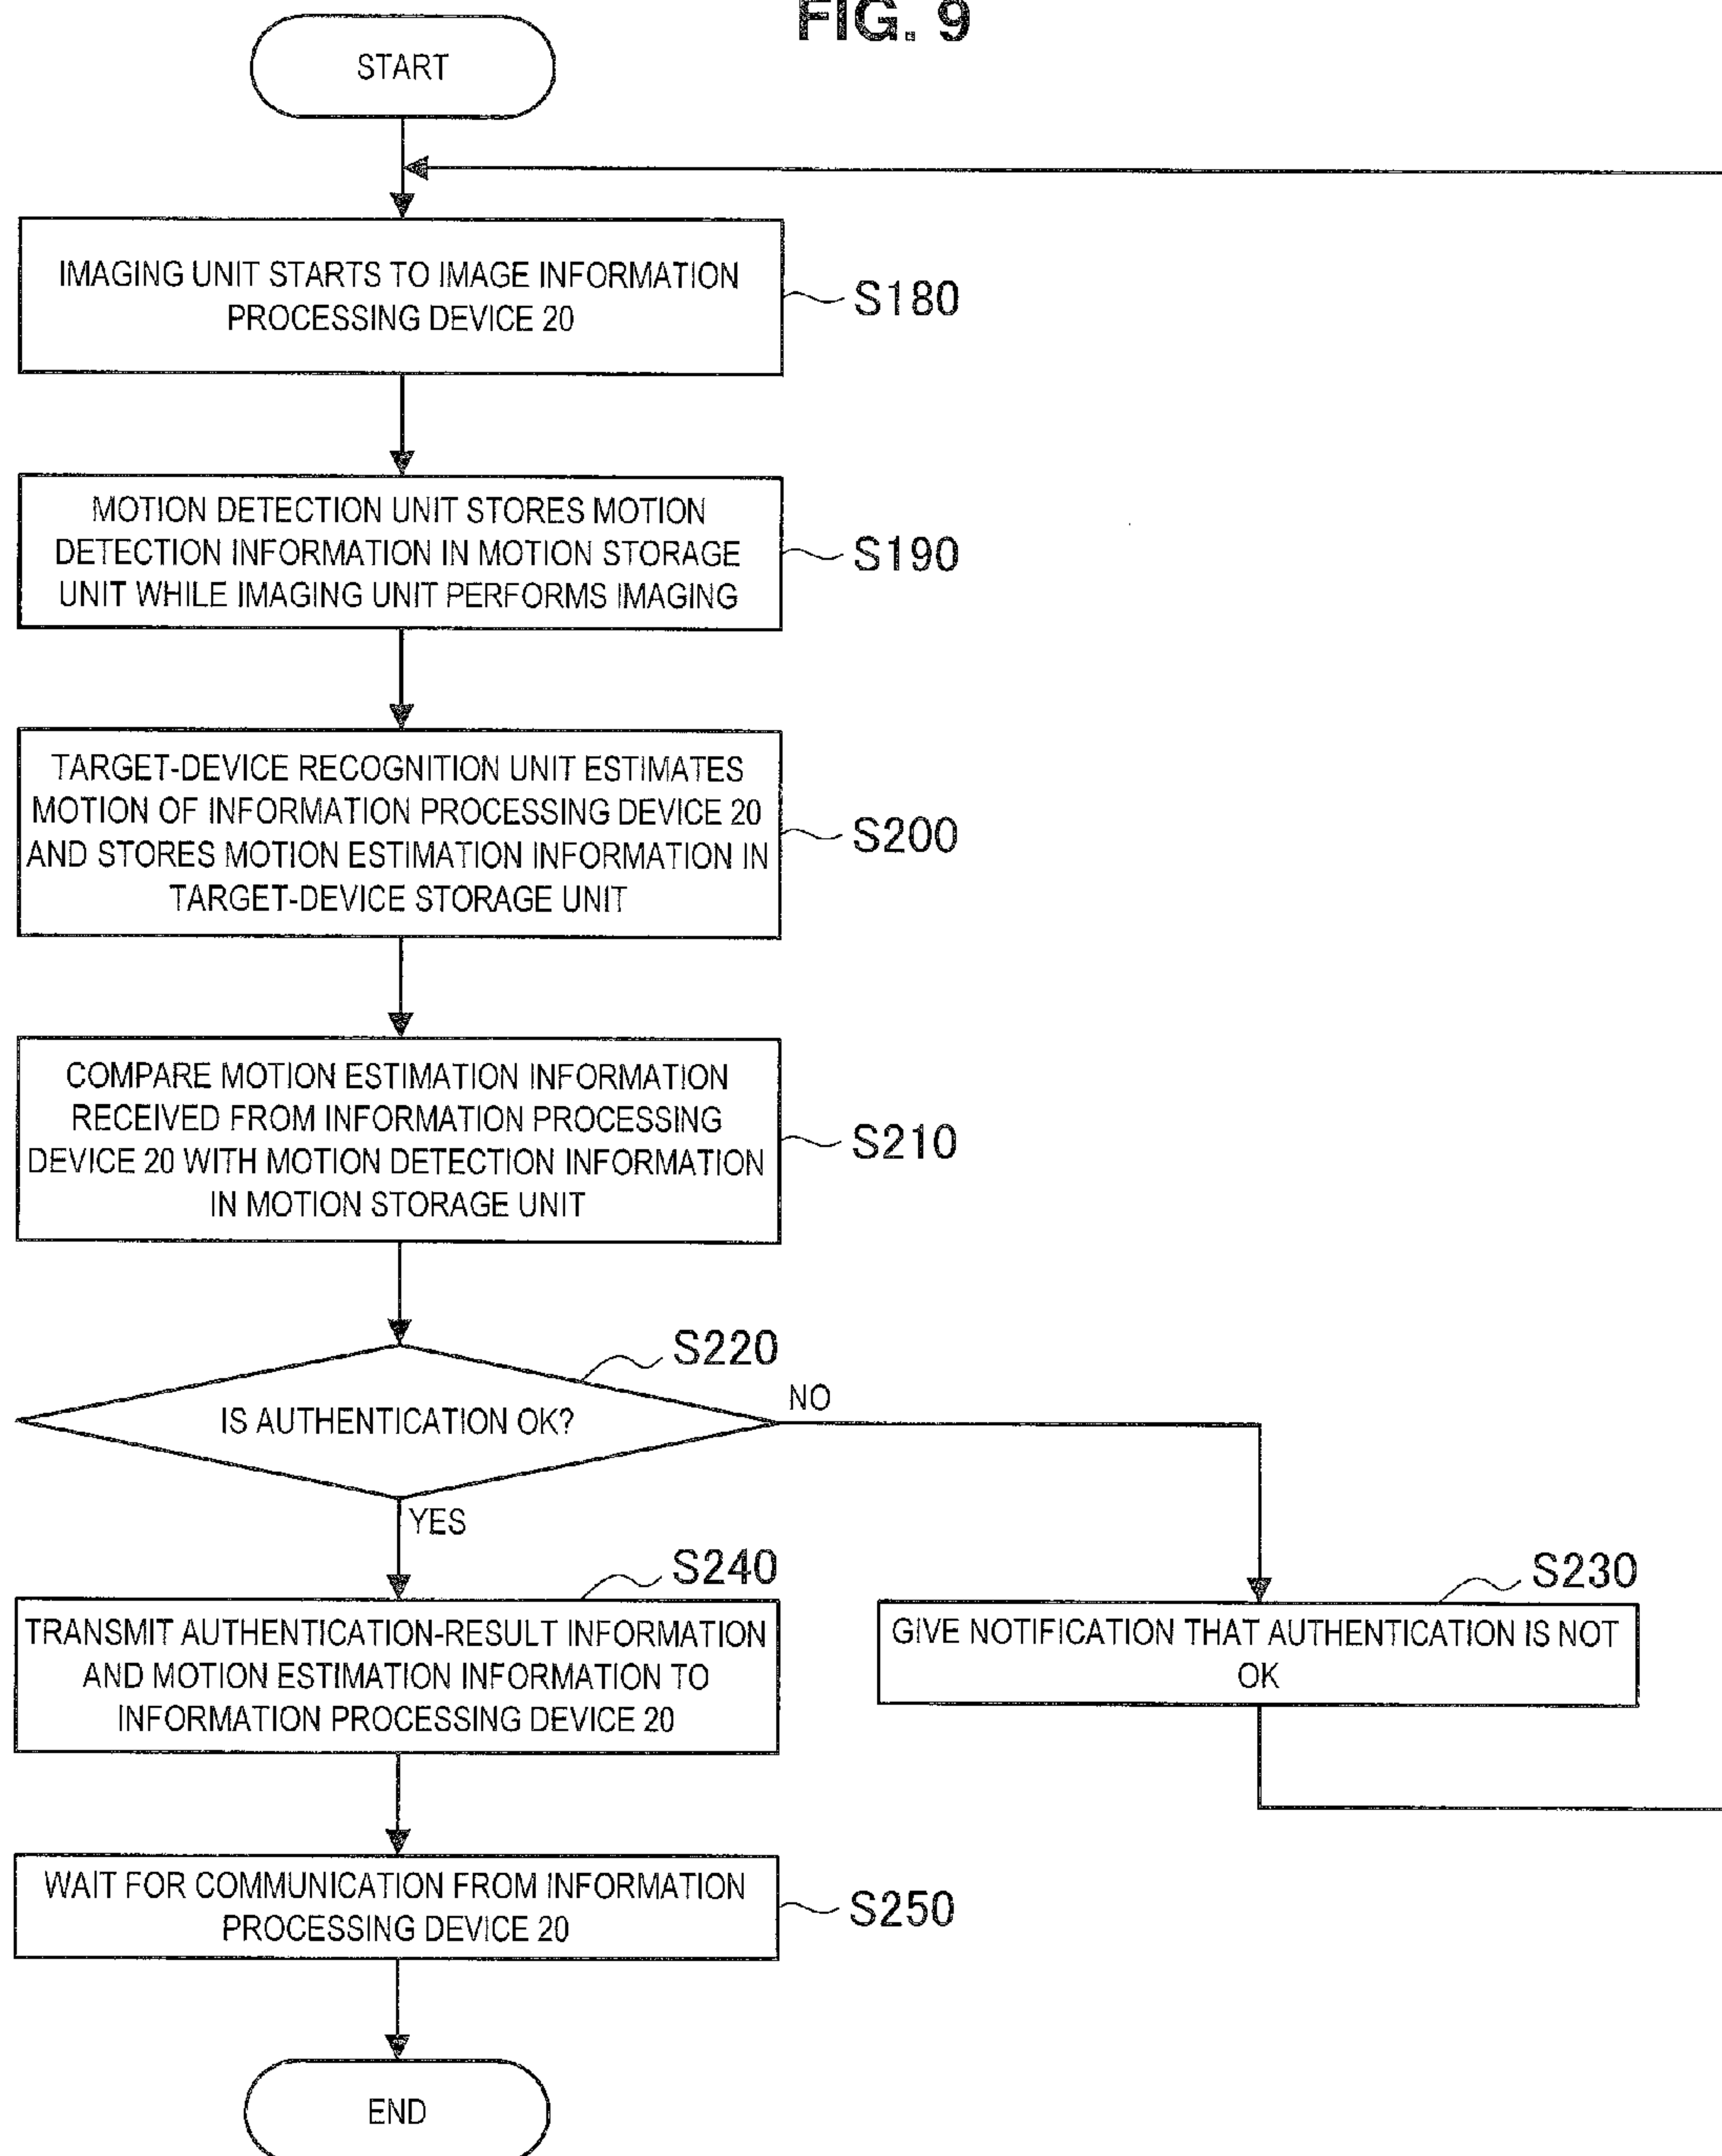 FIG. 9
START
IMAGING UNIT STARTS TO IMAGE INFORMATION
PROCESSING DEVICE 20
S180
MOTION DETECTION UNIT STORES MOTION
DETECTION INFORMATION IN MOTION STORAGE
UNIT WHILE IMAGING UNIT PERFORMS IMAGING
S190
TARGET-DEVICE RECOGNITION UNIT ESTIMATES
MOTION OF INFORMATION PROCESSING DEVICE 20
AND STORES MOTION ESTIMATION INFORMATION IN
TARGET-DEVICE STORAGE UNIT
S200
COMPARE MOTION ESTIMATION INFORMATION
RECEIVED FROM INFORMATION PROCESSING
DEVICE 20 WITH MOTION DETECTION INFORMATION
IN MOTION STORAGE UNIT
S210
S220
IS AUTHENTICATION OK?
NO
YES
S240
TRANSMIT AUTHENTICATION-RESULT INFORMATION
AND MOTION ESTIMATION INFORMATION TO
INFORMATION PROCESSING DEVICE 20
S230
GIVE NOTIFICATION THAT AUTHENTICATION IS NOT
OK
WAIT FOR COMMUNICATION FROM INFORMATION
PROCESSING DEVICE 20
S250
END